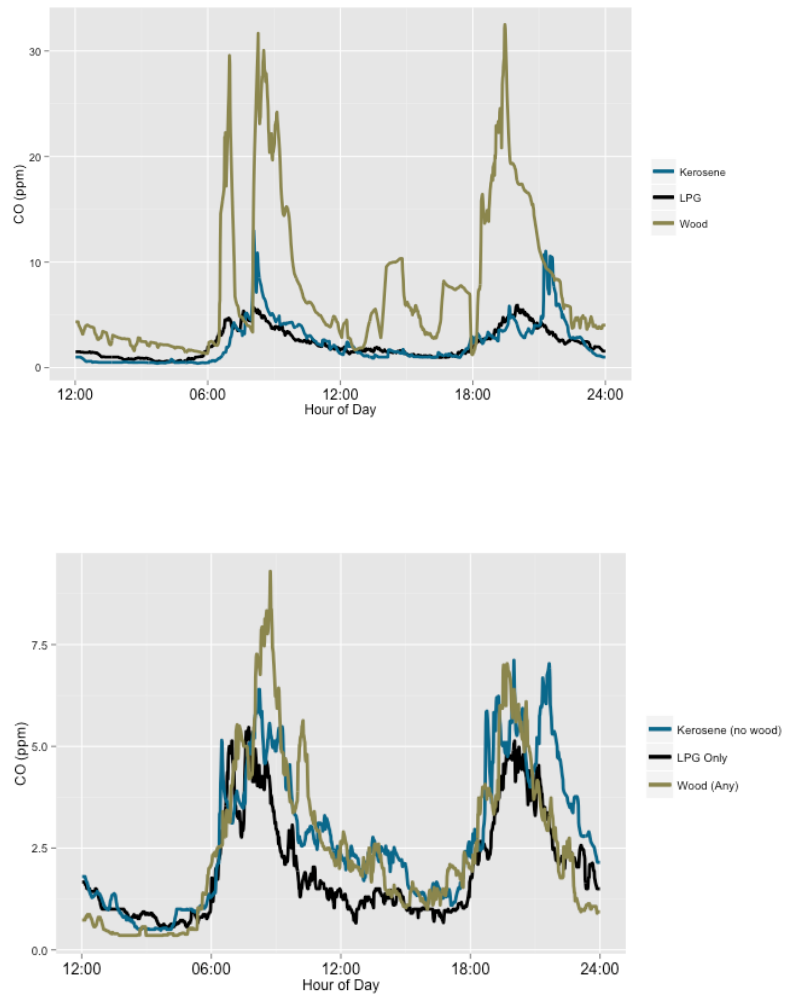 30
20
10
0
CO (ppm)
12:00 06:00 12:00 18:00 24:00
Hour of Day
Kerosene
LPG
Wood
7.5
5.0
2.5
0.0
CO (ppm)
12:00 06:00 12:00 18:00 24:00
Hour of Day
Kerosene (no wood)
LPG Only
Wood (Any)